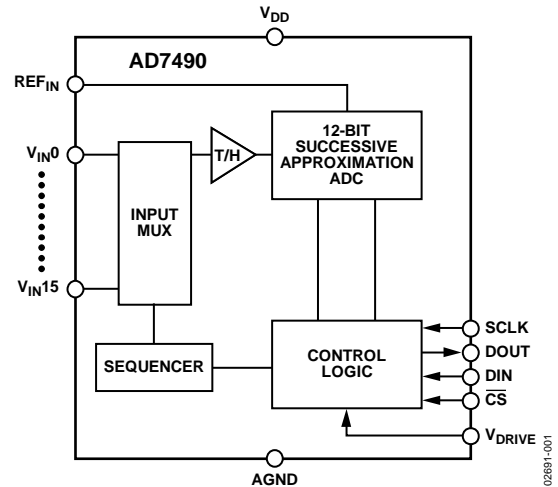 VDD
AD7490
REFIN
VIN0
T/H
12-BIT
SUCCESSIVE
APPROXIMATION
ADC
INPUT
MUX
VIN15
SEQUENCER
CONTROL
LOGIC
SCLK
DOUT
DIN
C̅S̅
VDRIVE
AGND
02691-001